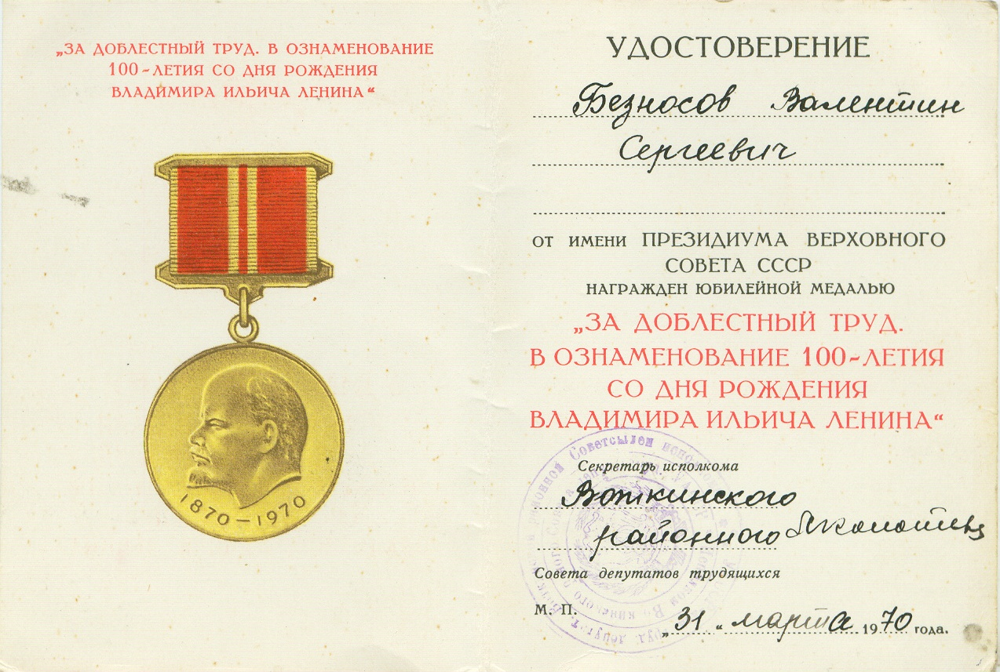 „ЗА ДОБЛЕСТНЫЙ ТРУД. В ОЗНАМЕНОВАНИЕ
100-ЛЕТИЯ СО ДНЯ РОЖДЕНИЯ
ВЛАДИМИРА ИЛЬИЧА ЛЕНИНА“
1870–1970
УДОСТОВЕРЕНИЕ
Безносов Валентин
Сергеевич
ОТ ИМЕНИ ПРЕЗИДИУМА ВЕРХОВНОГО
СОВЕТА СССР
НАГРАЖДЕН ЮБИЛЕЙНОЙ МЕДАЛЬЮ
„ЗА ДОБЛЕСТНЫЙ ТРУД.
В ОЗНАМЕНОВАНИЕ 100-ЛЕТИЯ
СО ДНЯ РОЖДЕНИЯ
ВЛАДИМИРА ИЛЬИЧА ЛЕНИНА“
Секретарь исполкома
Воткинского
районного
Совета депутатов трудящихся
М. П.
„31“ марта 1970 года.